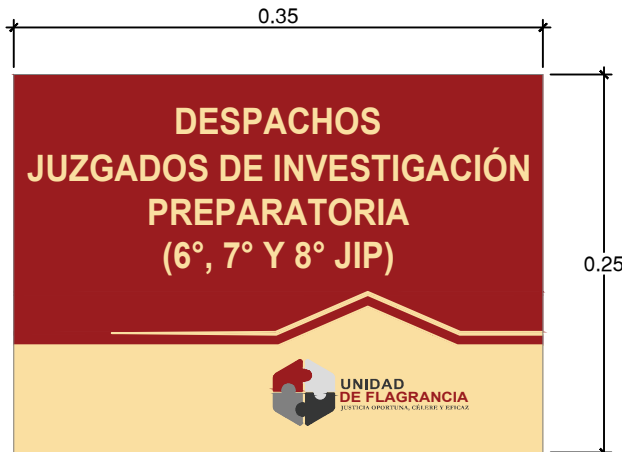 0.35
DESPACHOS
JUZGADOS DE INVESTIGACIÓN
PREPARATORIA
(6°, 7° Y 8° JIP)
0.25
UNIDAD
DE FLAGRANCIA
JUSTICIA OPORTUNA, CÉLERE Y EFICAZ